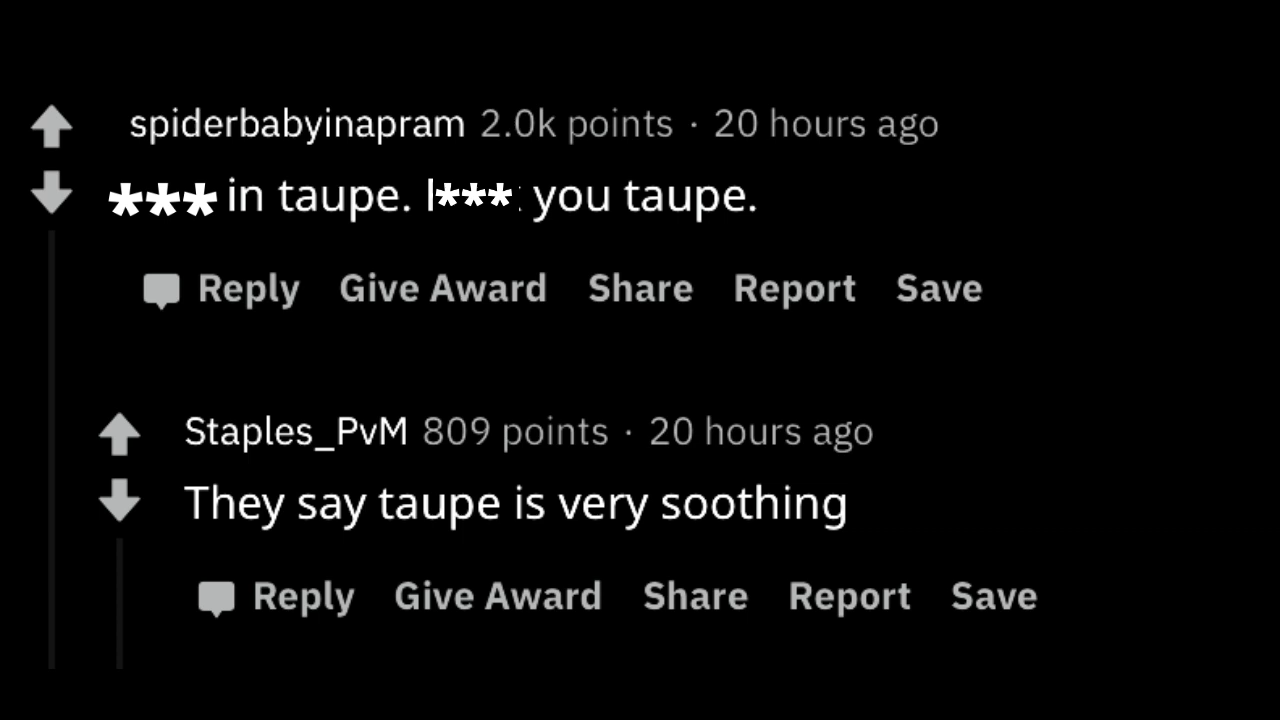 spiderbabyinapram 2.0k points · 20 hours ago
*** in taupe. l*** you taupe.
Reply Give Award Share Report Save
Staples_PvM 809 points · 20 hours ago
They say taupe is very soothing
Reply Give Award Share Report Save